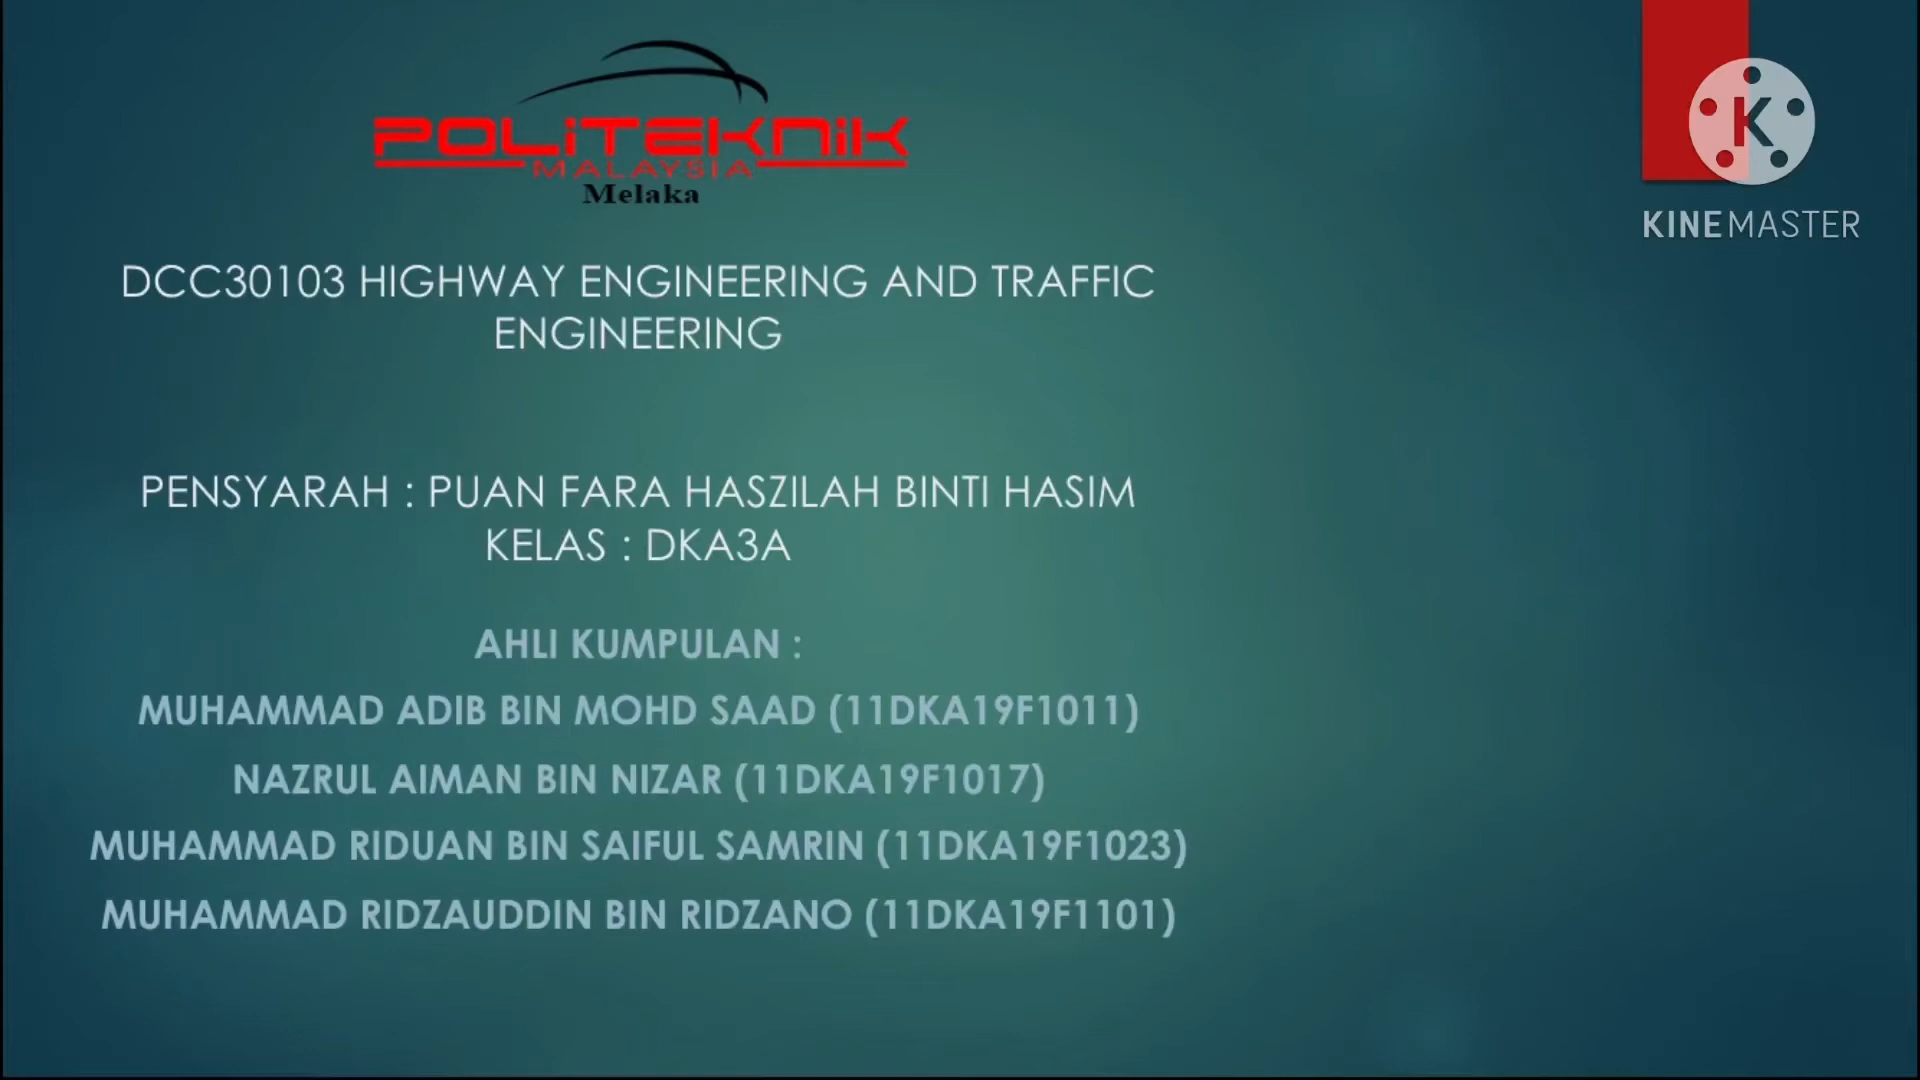 POLITEKNIK
MALAYSIA
Melaka
K
KINEMASTER
DCC30103 HIGHWAY ENGINEERING AND TRAFFIC
ENGINEERING
PENSYARAH : PUAN FARA HASZILAH BINTI HASIM
KELAS : DKA3A
AHLI KUMPULAN :
MUHAMMAD ADIB BIN MOHD SAAD (11DKA19F1011)
NAZRUL AIMAN BIN NIZAR (11DKA19F1017)
MUHAMMAD RIDUAN BIN SAIFUL SAMRIN (11DKA19F1023)
MUHAMMAD RIDZAUDDIN BIN RIDZANO (11DKA19F1101)